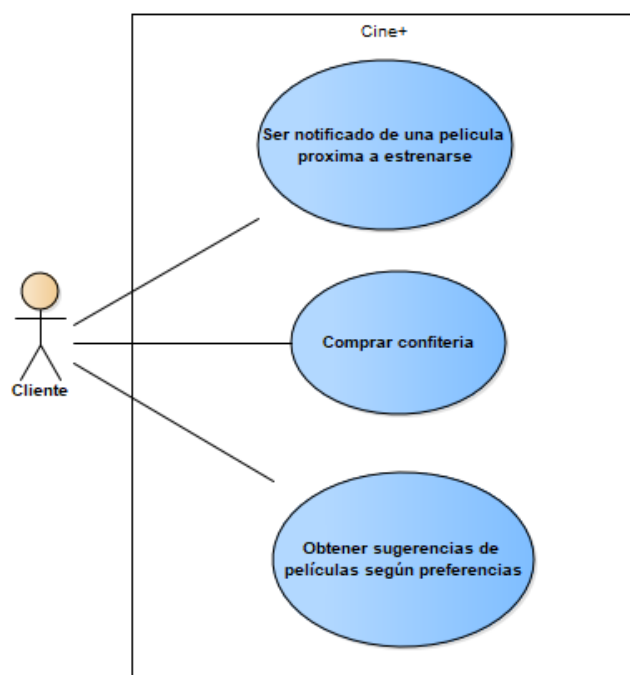 Cine+
Ser notificado de una pelicula
proxima a estrenarse
Comprar confiteria
Cliente
Obtener sugerencias de
películas según preferencias